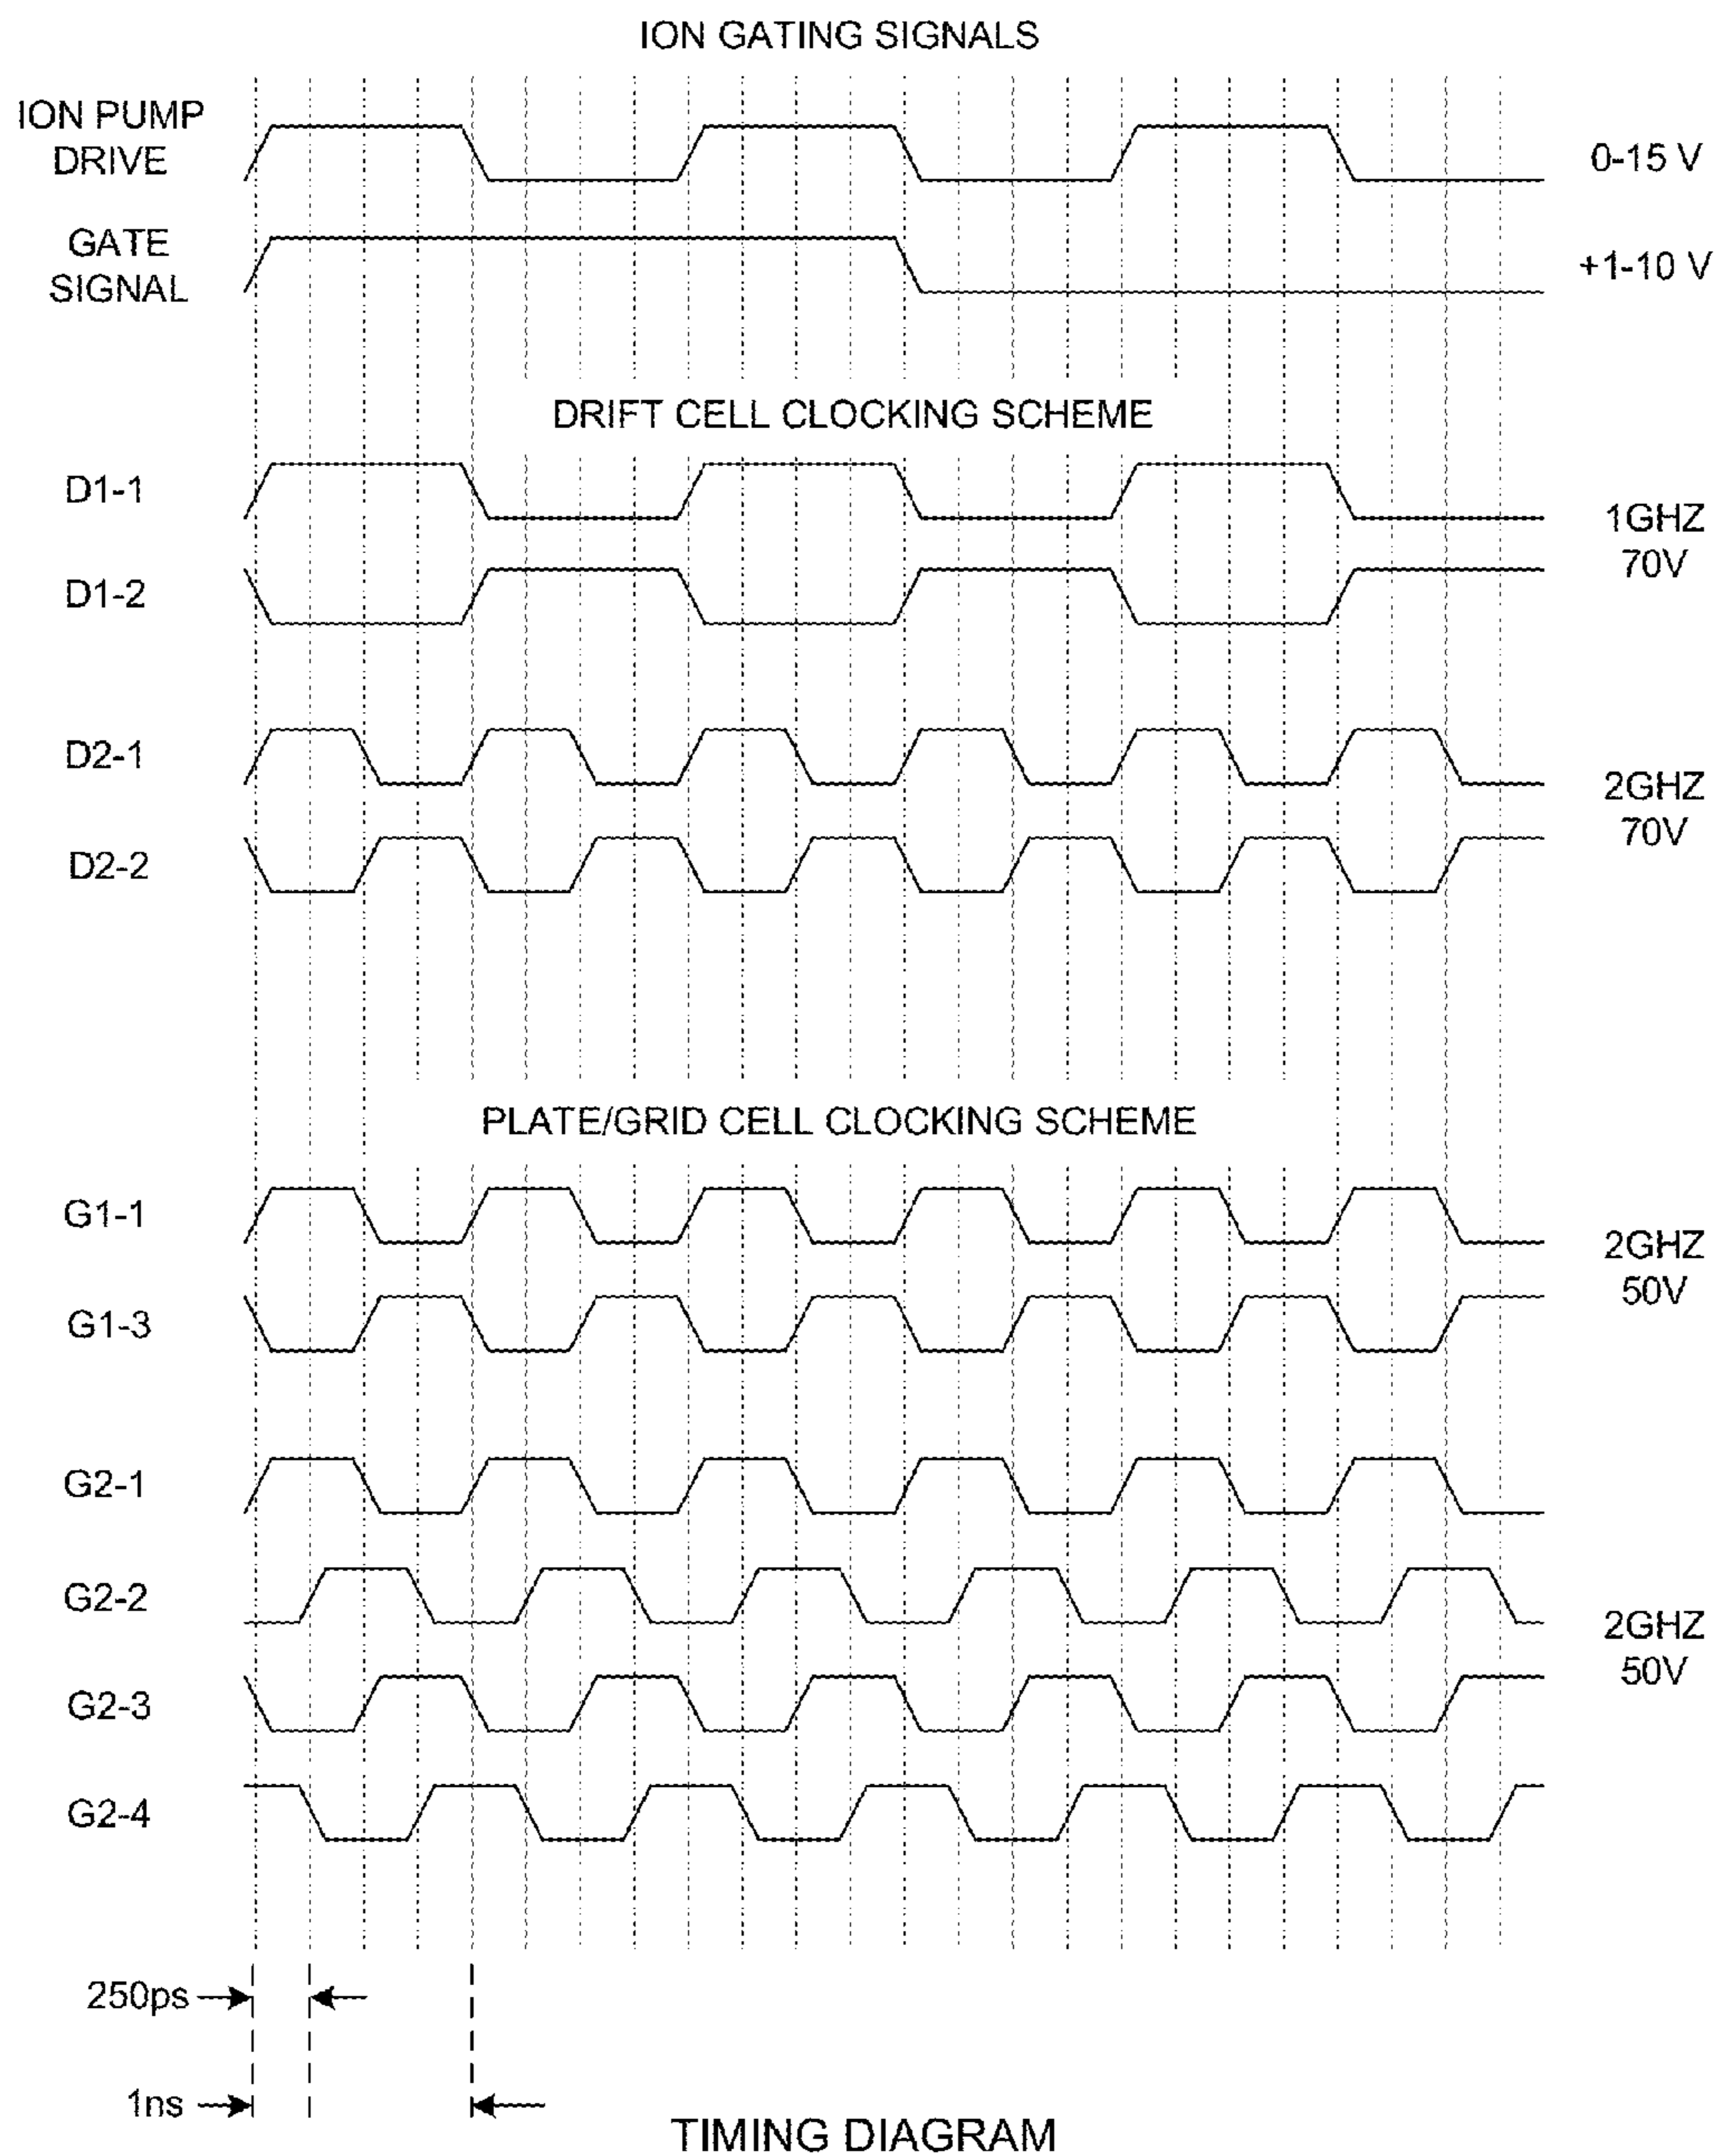 ION GATING SIGNALS
ION PUMP
DRIVE
0-15 V
GATE
SIGNAL
+1-10 V
DRIFT CELL CLOCKING SCHEME
D1-1
1GHZ
70V
D1-2
D2-1
2GHZ
70V
D2-2
PLATE/GRID CELL CLOCKING SCHEME
G1-1
2GHZ
50V
G1-3
G2-1
G2-2
2GHZ
50V
G2-3
G2-4
250ps
1ns
TIMING DIAGRAM